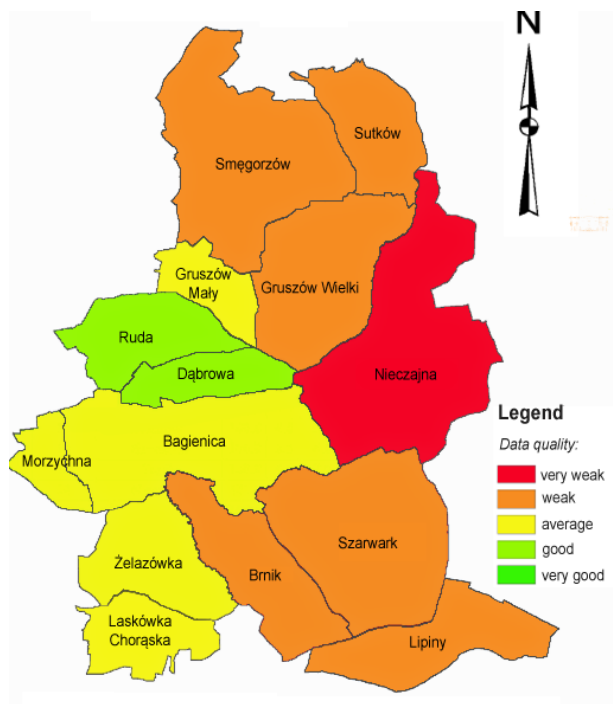 N
Sutków
Smęgorzów
Gruszów
Mały
Gruszów Wielki
Ruda
Dąbrowa
Nieczajna
Legend
Bagienica
Data quality:
Morzychna
very weak
weak
average
good
very good
Szarwark
Żelazówka
Brnik
Laskówka
Chorąska
Lipiny